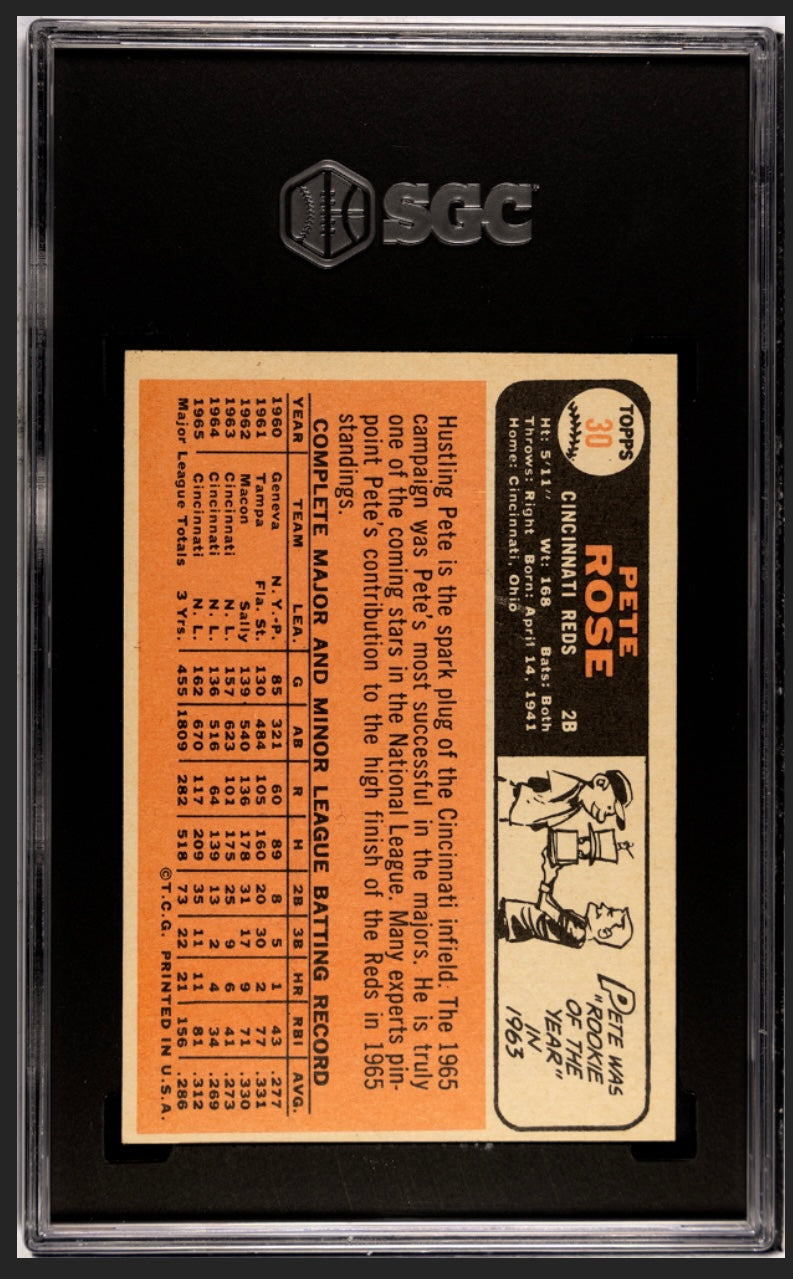 SGC
TOPPS
30
PETE
ROSE
CINCINNATI REDS 2B
Ht: 5/11" Wt: 168 Bats: Both
Throws: Right Born: April 14, 1941
Home: Cincinnati, Ohio
PETE WAS
"ROOKIE
OF THE
YEAR"
IN
1963
Hustling Pete is the spark plug of the Cincinnati infield. The 1965
campaign was Pete's most successful in the majors. He is truly
one of the coming stars in the National League. Many experts pin-
point Pete's contribution to the high finish of the Reds in 1965
standings.
COMPLETE MAJOR AND MINOR LEAGUE BATTING RECORD
YEAR TEAM LEA. G AB R H 2B 3B HR RBI AVG.
1960 Geneva N. Y.-P. 85 321 60 89 8 5 1 43 .277
1961 Tampa Fla. St. 130 484 105 160 20 30 2 77 .331
1962 Macon Sally 139 540 136 178 31 17 9 71 .330
1963 Cincinnati N. L. 157 623 101 175 25 9 6 41 .273
1964 Cincinnati N. L. 136 516 64 139 13 2 4 34 .269
1965 Cincinnati N. L. 162 670 117 209 35 11 11 81 .312
Major League Totals 3 Yrs. 455 1809 282 518 73 22 21 156 .286
©T.C.G. PRINTED IN U.S.A.